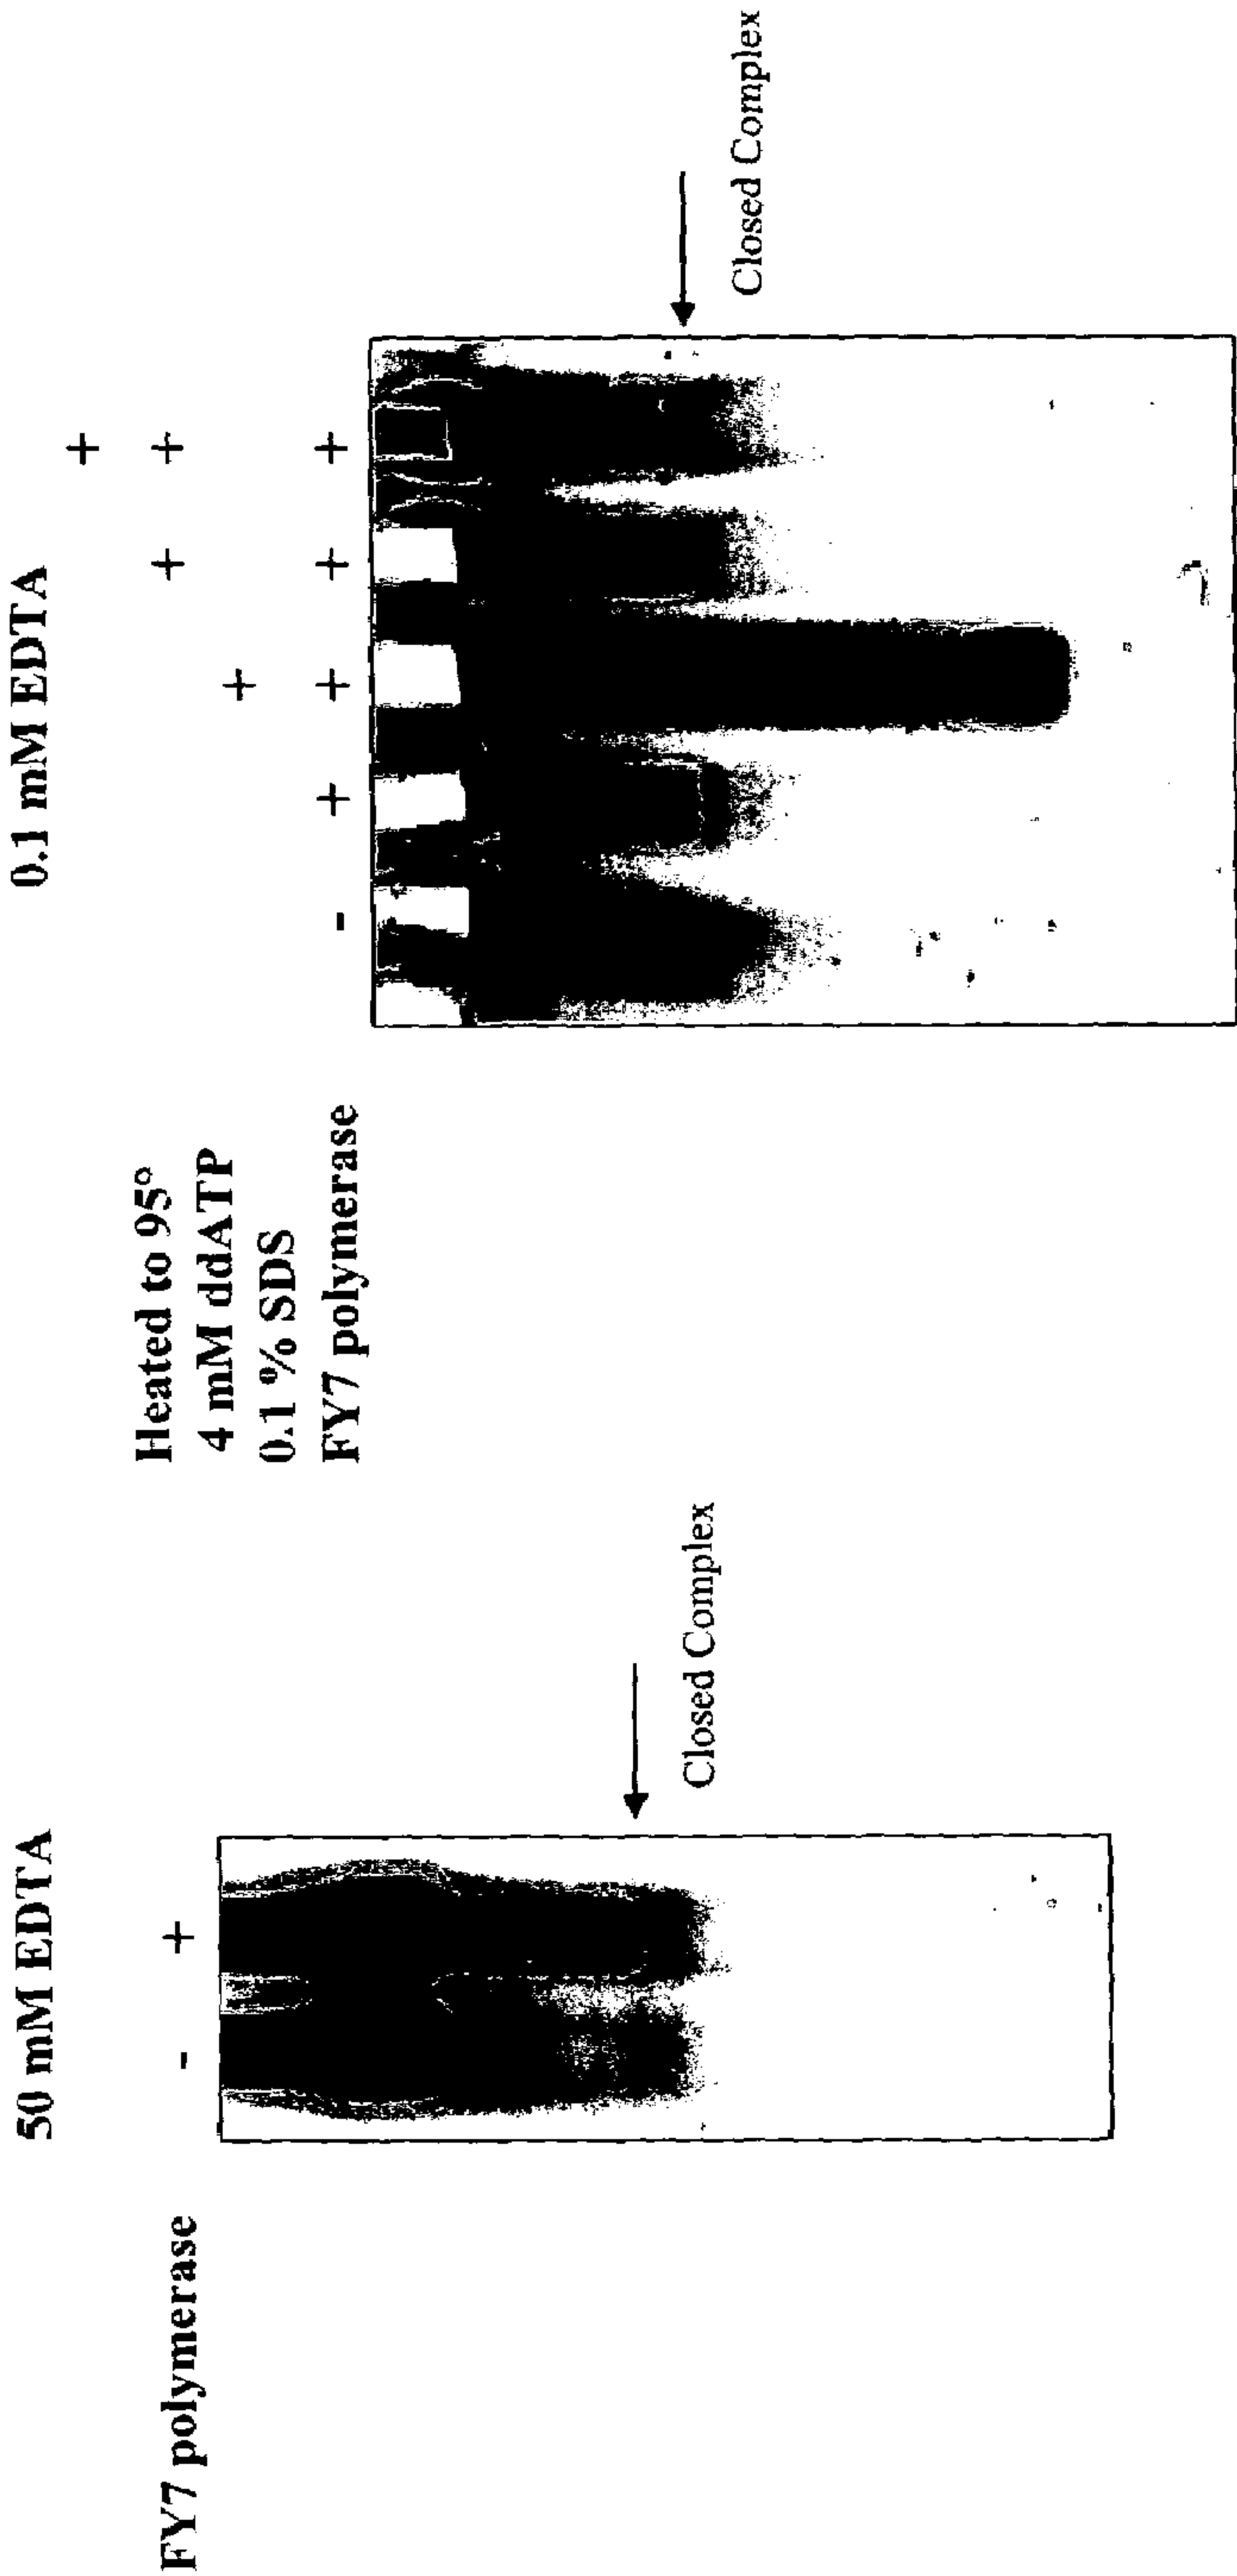 50 mM EDTA
FY7 polymerase - +
Closed Complex
0.1 mM EDTA
Heated to 95° +
4 mM ddATP + +
0.1 % SDS +
FY7 polymerase - + + + +
Closed Complex